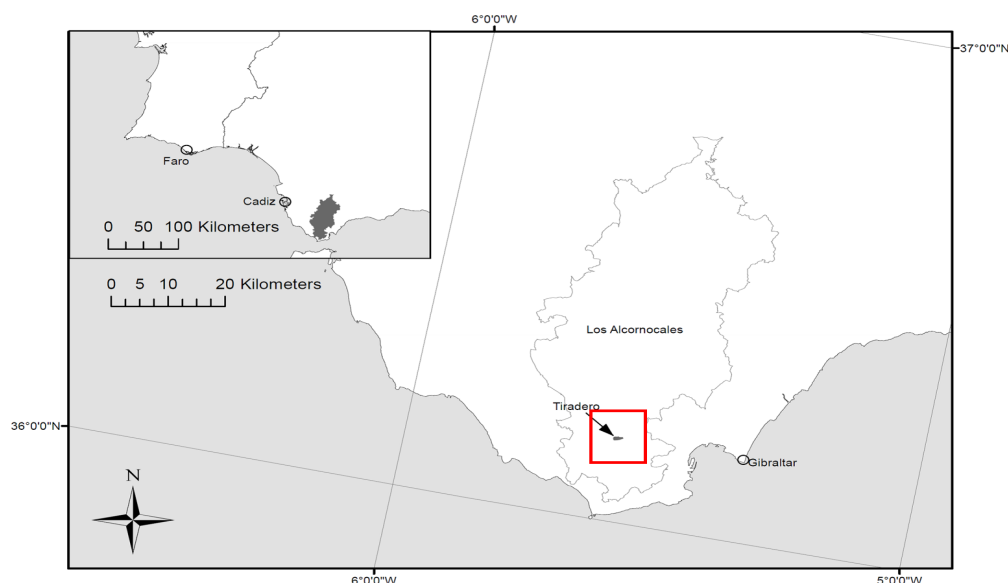 6°0'0"W
37°0'0"N
Faro
Cadiz
0 50 100 Kilometers
0 5 10 20 Kilometers
Los Alcornocales
Tiradero
36°0'0"N
Gibraltar
N
6°0'0"W
5°0'0"W